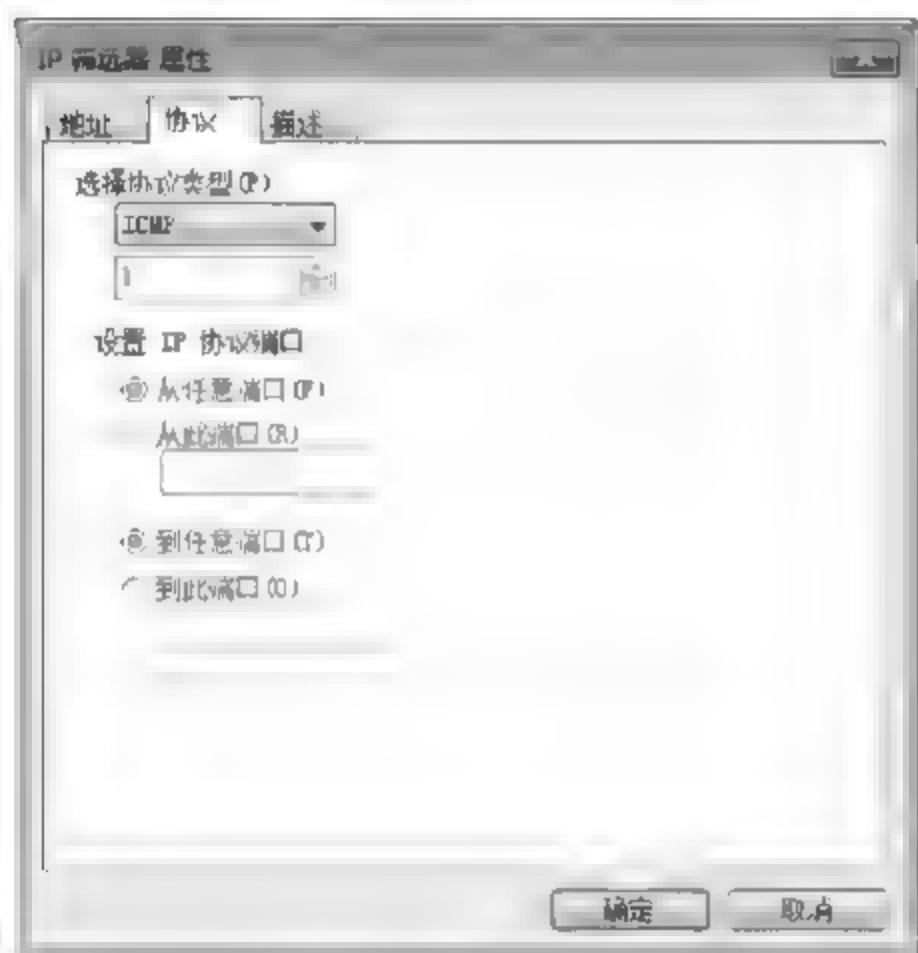 IP 筛选器 属性
地址 协议 描述
选择协议类型(P)
ICMP
1
设置 IP 协议端口
从任意端口(F)
从此端口(R)
到任意端口(T)
到此端口(O)
确定 取消